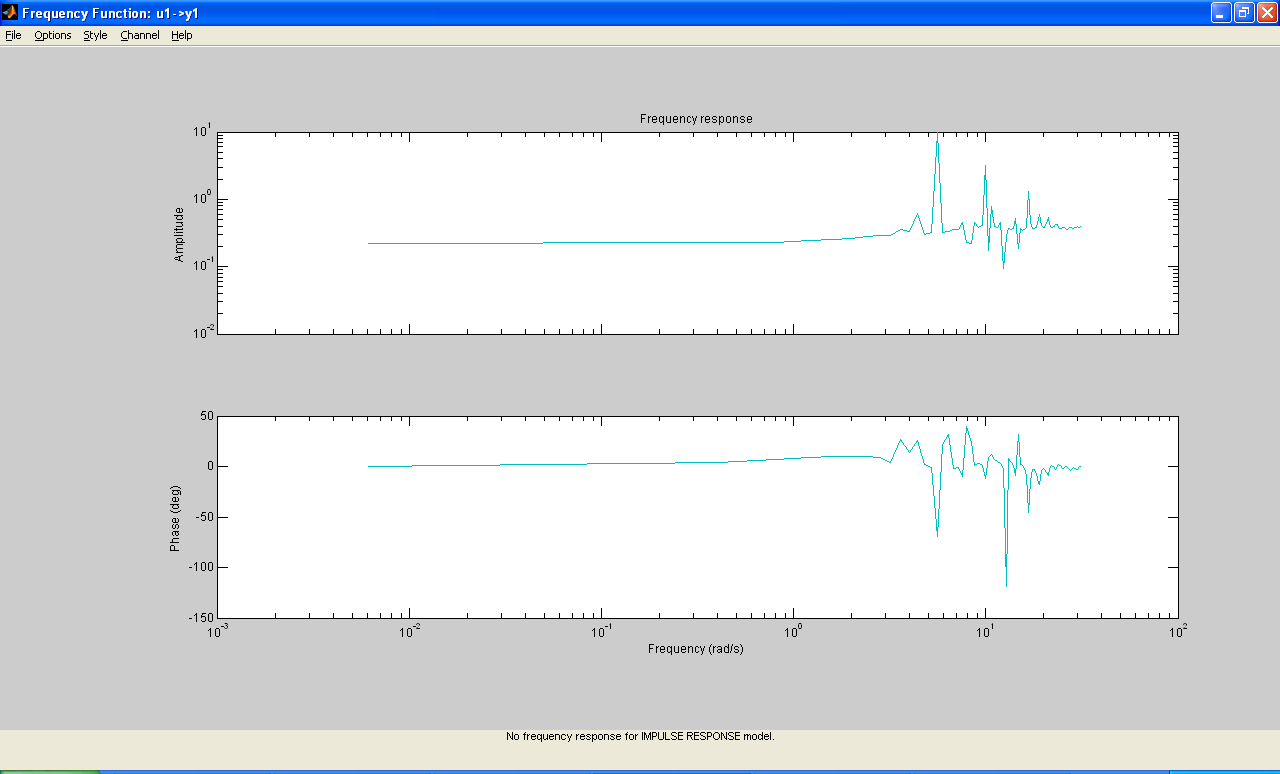 Frequency Function: u1->y1
File Options Style Channel Help
Frequency response
10^1
10^0
10^-1
10^-2
Amplitude
50
0
-50
-100
-150
Phase (deg)
10^-3 10^-2 10^-1 10^0 10^1 10^2
Frequency (rad/s)
No frequency response for IMPULSE RESPONSE model.